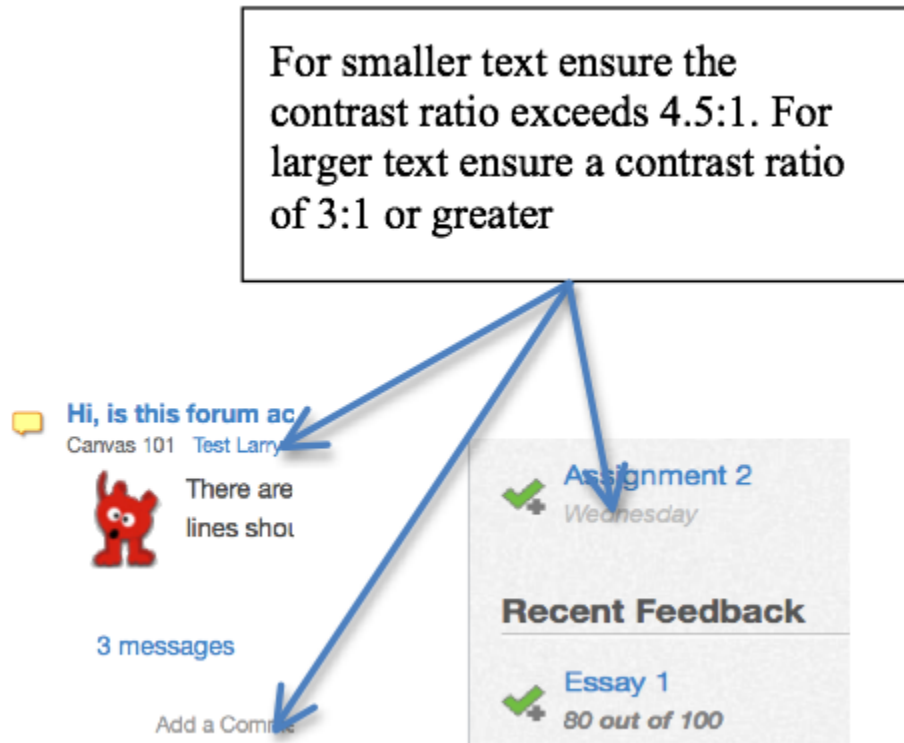 For smaller text ensure the
contrast ratio exceeds 4.5:1. For
larger text ensure a contrast ratio
of 3:1 or greater
Hi, is this forum ac
Canvas 101 Test Larry
There are
lines shou
3 messages
Add a Comme
Assignment 2
Wednesday
Recent Feedback
Essay 1
80 out of 100